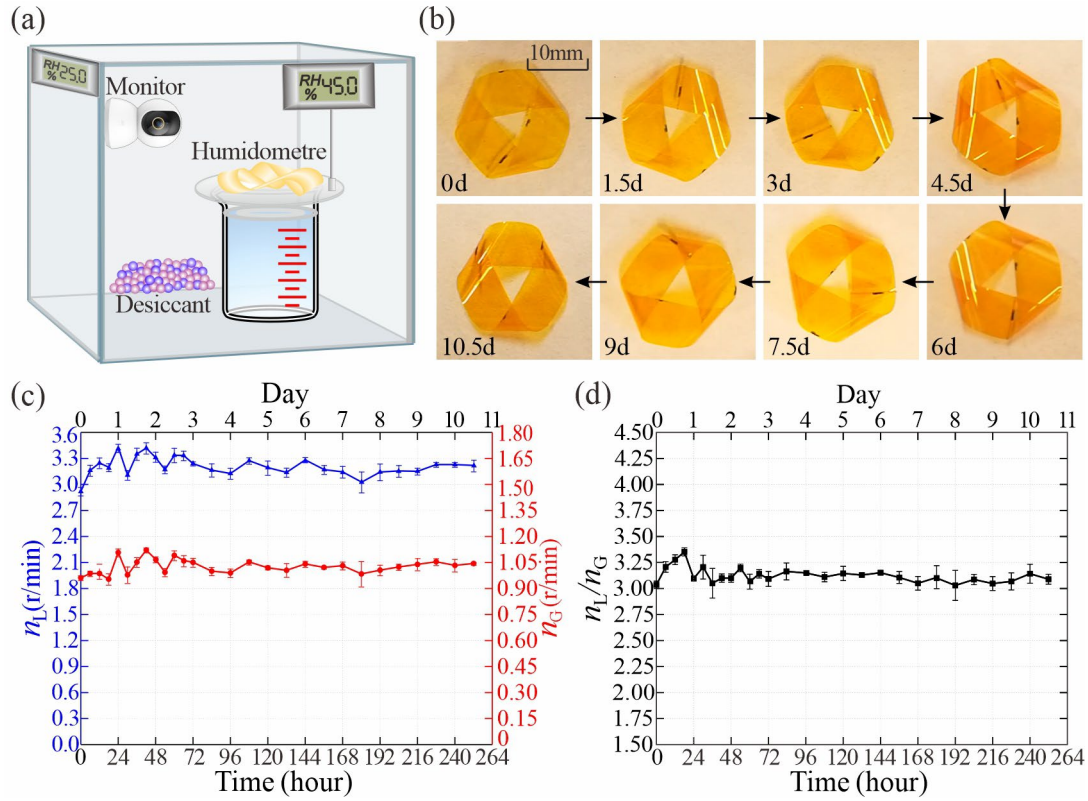 (a)
RH
% 25.0
Monitor
RH
% 45.0
Humidometre
Desiccant
(b)
10mm
0d
1.5d
3d
4.5d
10.5d
9d
7.5d
6d
(c)
Day
0 1 2 3 4 5 6 7 8 9 10 11
3.6
3.3
3.0
2.7
2.4
2.1
1.8
1.5
1.2
0.9
0.6
0.3
0.0
nL(r/min)
1.80
1.65
1.50
1.35
1.20
1.05
0.90
0.75
0.60
0.45
0.30
0.15
0
nG(r/min)
0 24 48 72 96 120 144 168 192 216 240 264
Time (hour)
(d)
Day
0 1 2 3 4 5 6 7 8 9 10 11
4.50
4.25
4.00
3.75
3.50
3.25
3.00
2.75
2.50
2.25
2.00
1.75
1.50
nL/nG
0 24 48 72 96 120 144 168 192 216 240 264
Time (hour)